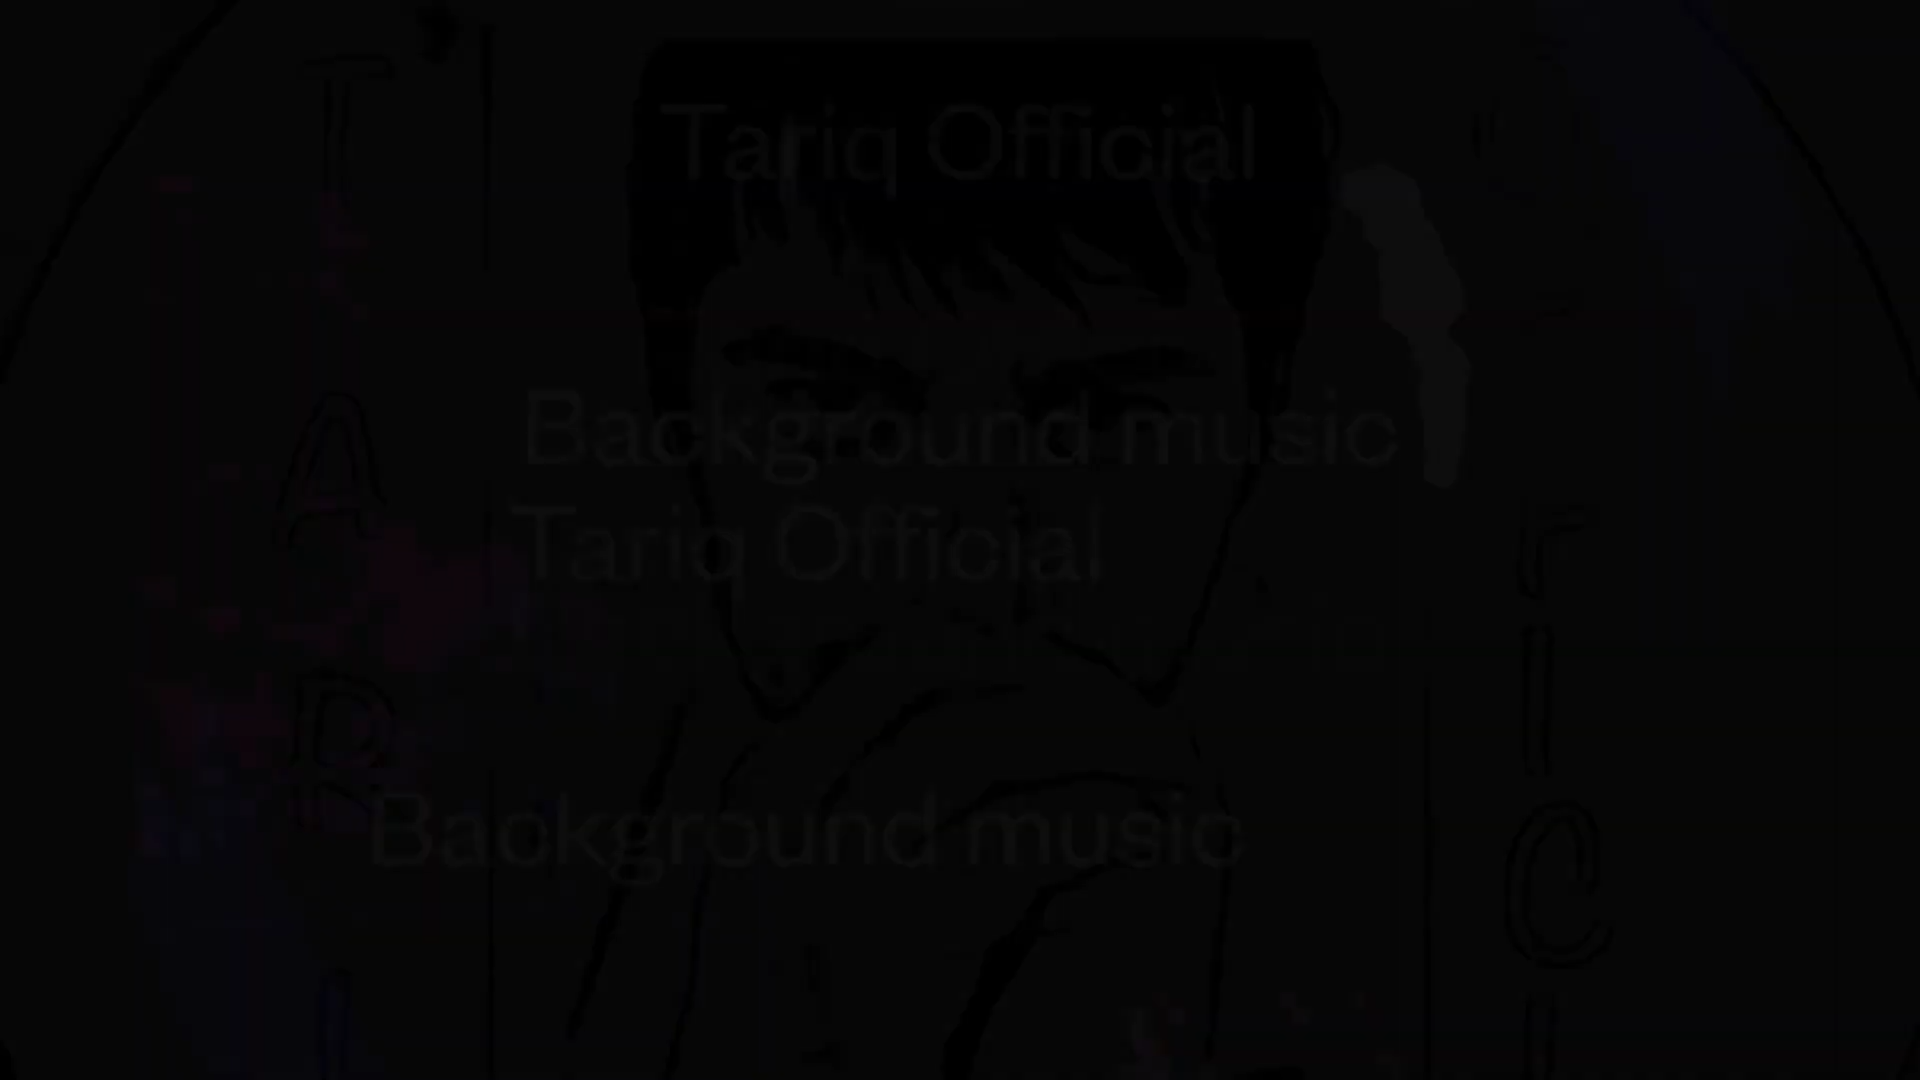 Tariq Official
Background music
Tariq Official
Background music
T
A
R
I
r
I
C
I